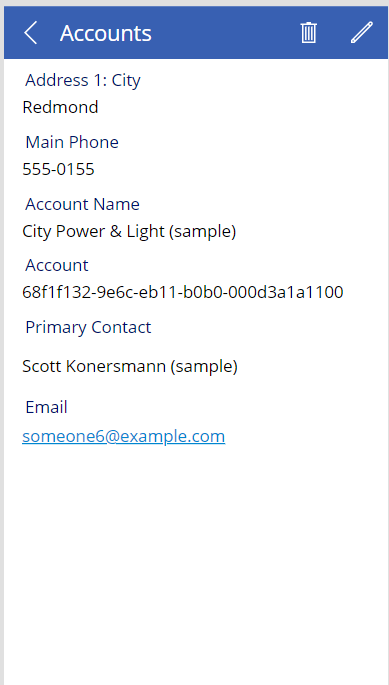 Accounts
Address 1: City
Redmond
Main Phone
555-0155
Account Name
City Power & Light (sample)
Account
68f1f132-9e6c-eb11-b0b0-000d3a1a1100
Primary Contact
Scott Konersmann (sample)
Email
someone6@example.com